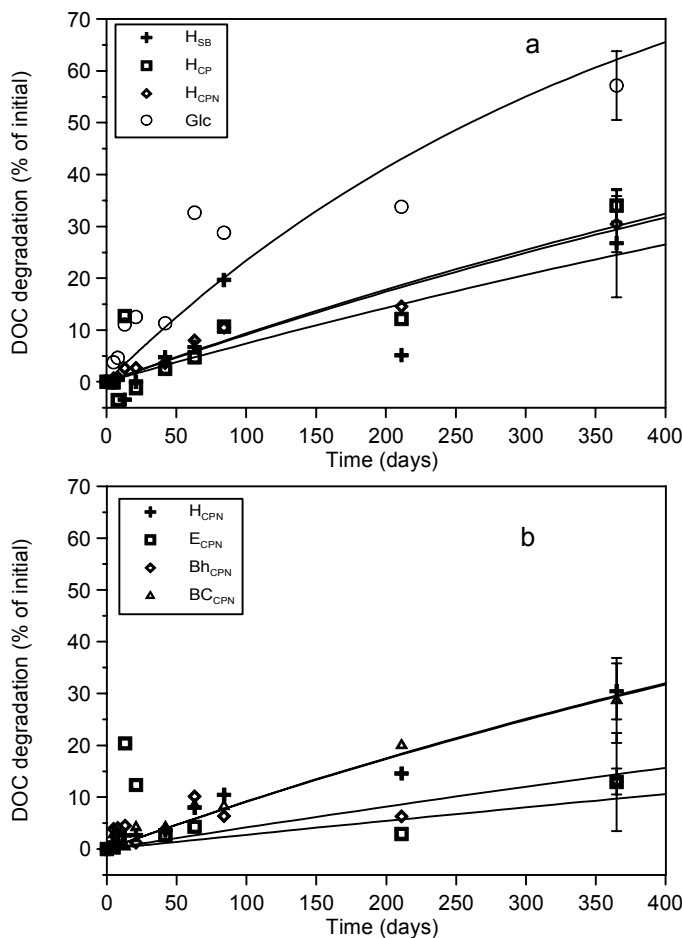 70
60
50
40
30
20
10
0
DOC degradation (% of initial)
H_SB
H_CP
H_CPN
Glc
a
0 50 100 150 200 250 300 350 400
Time (days)
70
60
50
40
30
20
10
0
DOC degradation (% of initial)
H_CPN
E_CPN
Bh_CPN
BC_CPN
b
0 50 100 150 200 250 300 350 400
Time (days)